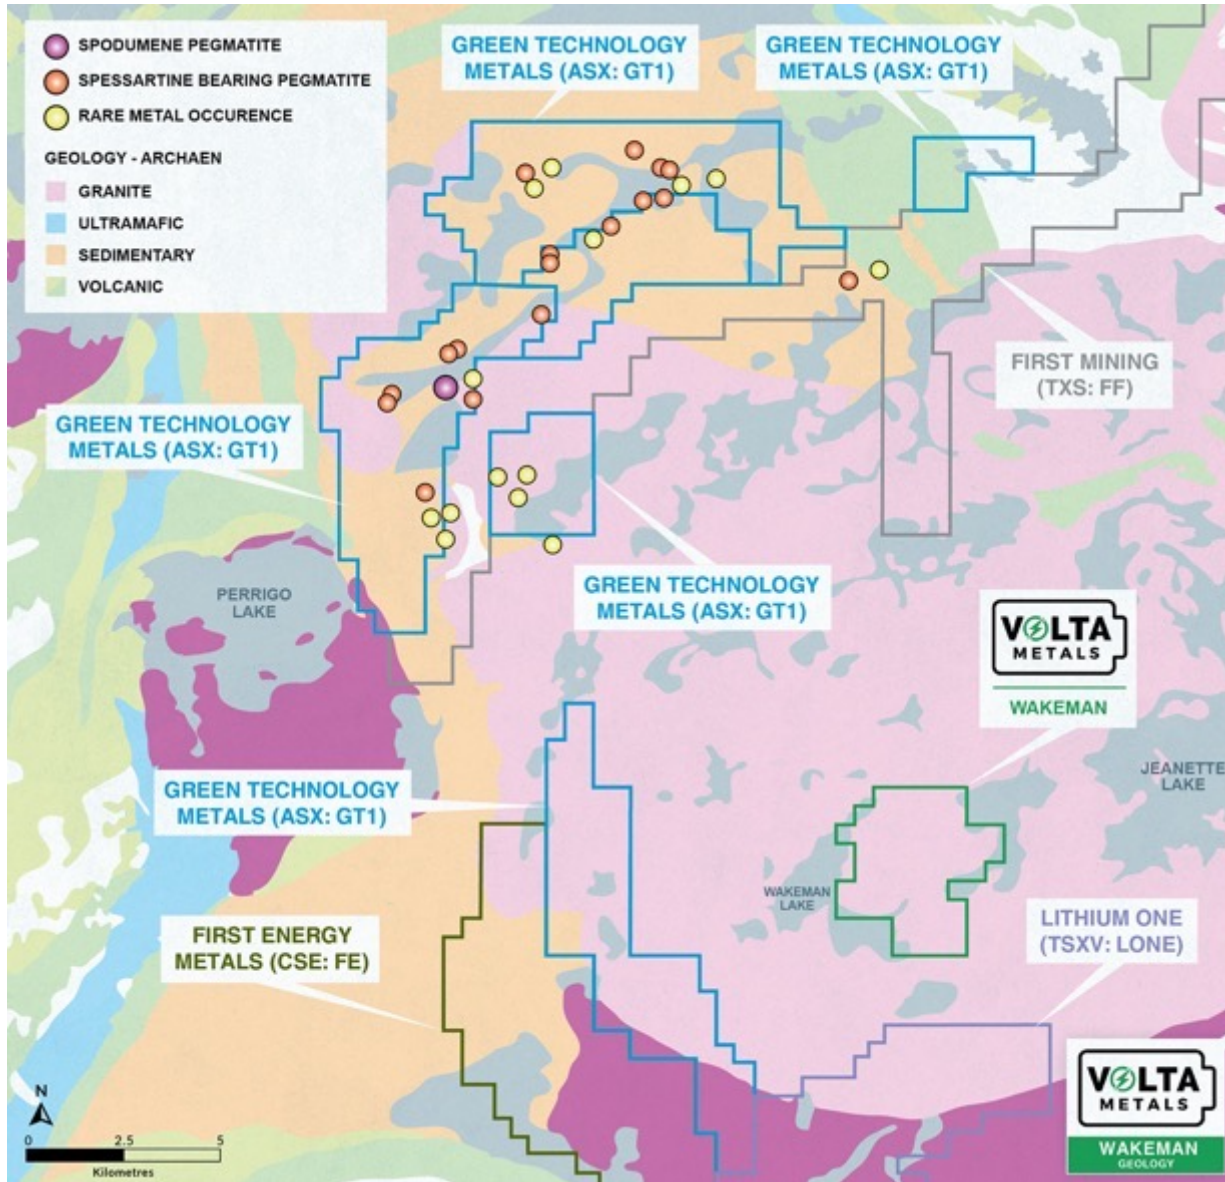 SPODUMENE PEGMATITE
SPESSARTINE BEARING PEGMATITE
RARE METAL OCCURENCE
GEOLOGY - ARCHAEN
GRANITE
ULTRAMAFIC
SEDIMENTARY
VOLCANIC
GREEN TECHNOLOGY
METALS (ASX: GT1)
GREEN TECHNOLOGY
METALS (ASX: GT1)
FIRST MINING
(TXS: FF)
GREEN TECHNOLOGY
METALS (ASX: GT1)
GREEN TECHNOLOGY
METALS (ASX: GT1)
PERRIGO
LAKE
VOLTA
METALS
WAKEMAN
JEANETTE
LAKE
GREEN TECHNOLOGY
METALS (ASX: GT1)
WAKEMAN
LAKE
FIRST ENERGY
METALS (CSE: FE)
LITHIUM ONE
(TSXV: LONE)
N
0 2.5 5
Kilometres
VOLTA
METALS
WAKEMAN
GEOLOGY